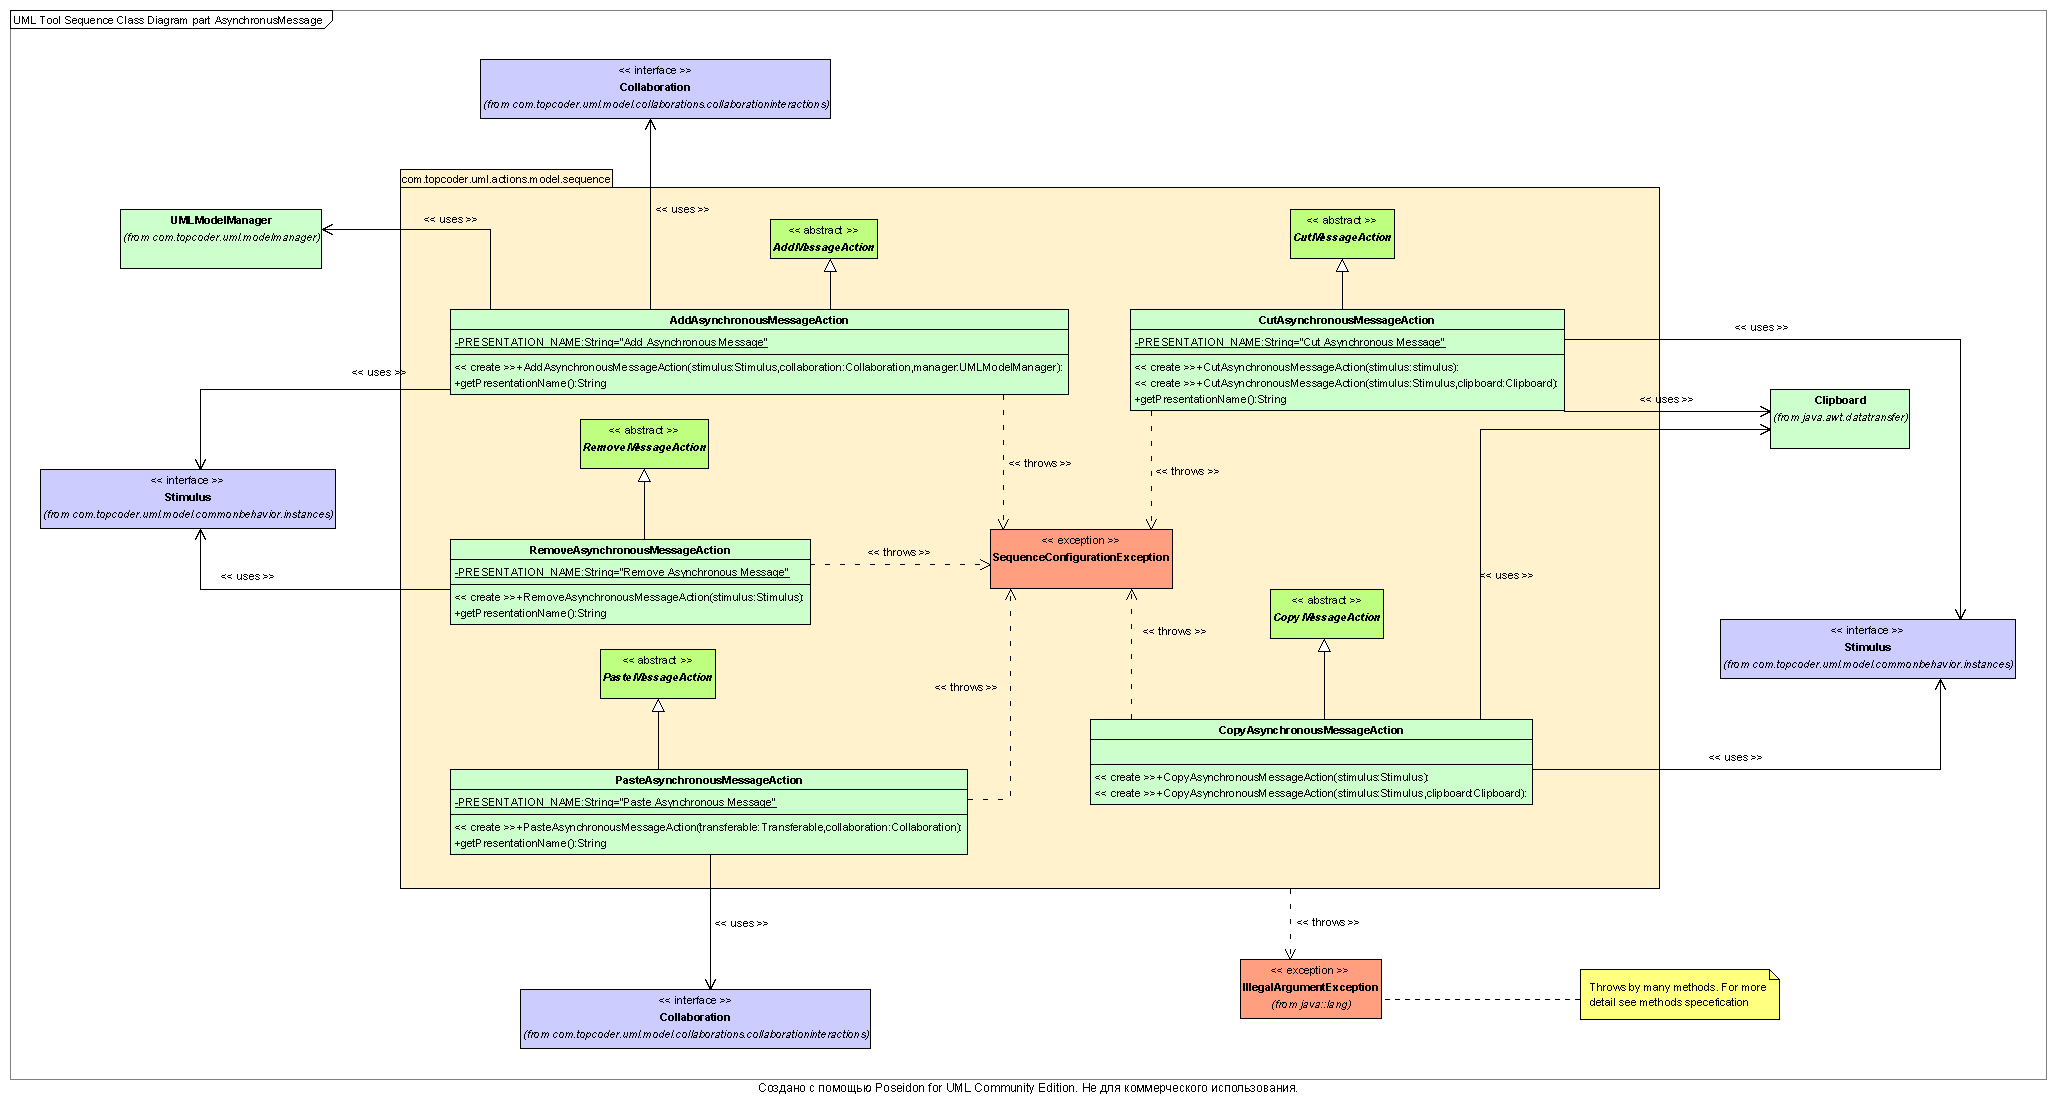 UML Tool Sequence Class Diagram part AsynchronusMessage
<< interface >>
Collaboration
(from com.topcoder.uml.model.collaborations.collaborationinteractions)
com.topcoder.uml.actions.model.sequence
UMLModelManager
(from com.topcoder.uml.modelmanager)
<< uses >>
<< uses >>
<< abstract >>
AddMessageAction
<< abstract >>
CutMessageAction
AddAsynchronousMessageAction
-PRESENTATION_NAME:String="Add Asynchronous Message"
<< create >>+AddAsynchronousMessageAction(stimulus:Stimulus,collaboration:Collaboration,manager:UMLModelManager):
+getPresentationName():String
CutAsynchronousMessageAction
-PRESENTATION_NAME:String="Cut Asynchronous Message"
<< create >>+CutAsynchronousMessageAction(stimulus:stimulus):
<< create >>+CutAsynchronousMessageAction(stimulus:Stimulus,clipboard:Clipboard):
+getPresentationName():String
<< uses >>
<< uses >>
<< uses >>
Clipboard
(from java.awt.datatransfer)
<< abstract >>
RemoveMessageAction
<< throws >>
<< throws >>
<< interface >>
Stimulus
(from com.topcoder.uml.model.commonbehavior.instances)
RemoveAsynchronousMessageAction
-PRESENTATION_NAME:String="Remove Asynchronous Message"
<< create >>+RemoveAsynchronousMessageAction(stimulus:Stimulus):
+getPresentationName():String
<< throws >>
<< exception >>
SequenceConfigurationException
<< uses >>
<< uses >>
<< abstract >>
CopyMessageAction
<< throws >>
<< interface >>
Stimulus
(from com.topcoder.uml.model.commonbehavior.instances)
<< abstract >>
PasteMessageAction
<< throws >>
CopyAsynchronousMessageAction
<< create >>+CopyAsynchronousMessageAction(stimulus:Stimulus):
<< create >>+CopyAsynchronousMessageAction(stimulus:Stimulus,clipboard:Clipboard):
<< uses >>
PasteAsynchronousMessageAction
-PRESENTATION_NAME:String="Paste Asynchronous Message"
<< create >>+PasteAsynchronousMessageAction(transferable:Transferable,collaboration:Collaboration):
+getPresentationName():String
<< uses >>
<< throws >>
<< exception >>
IllegalArgumentException
(from java::lang)
Throws by many methods. For more
detail see methods specefication
<< interface >>
Collaboration
(from com.topcoder.uml.model.collaborations.collaborationinteractions)
Создано с помощью Poseidon for UML Community Edition. Не для коммерческого использования.